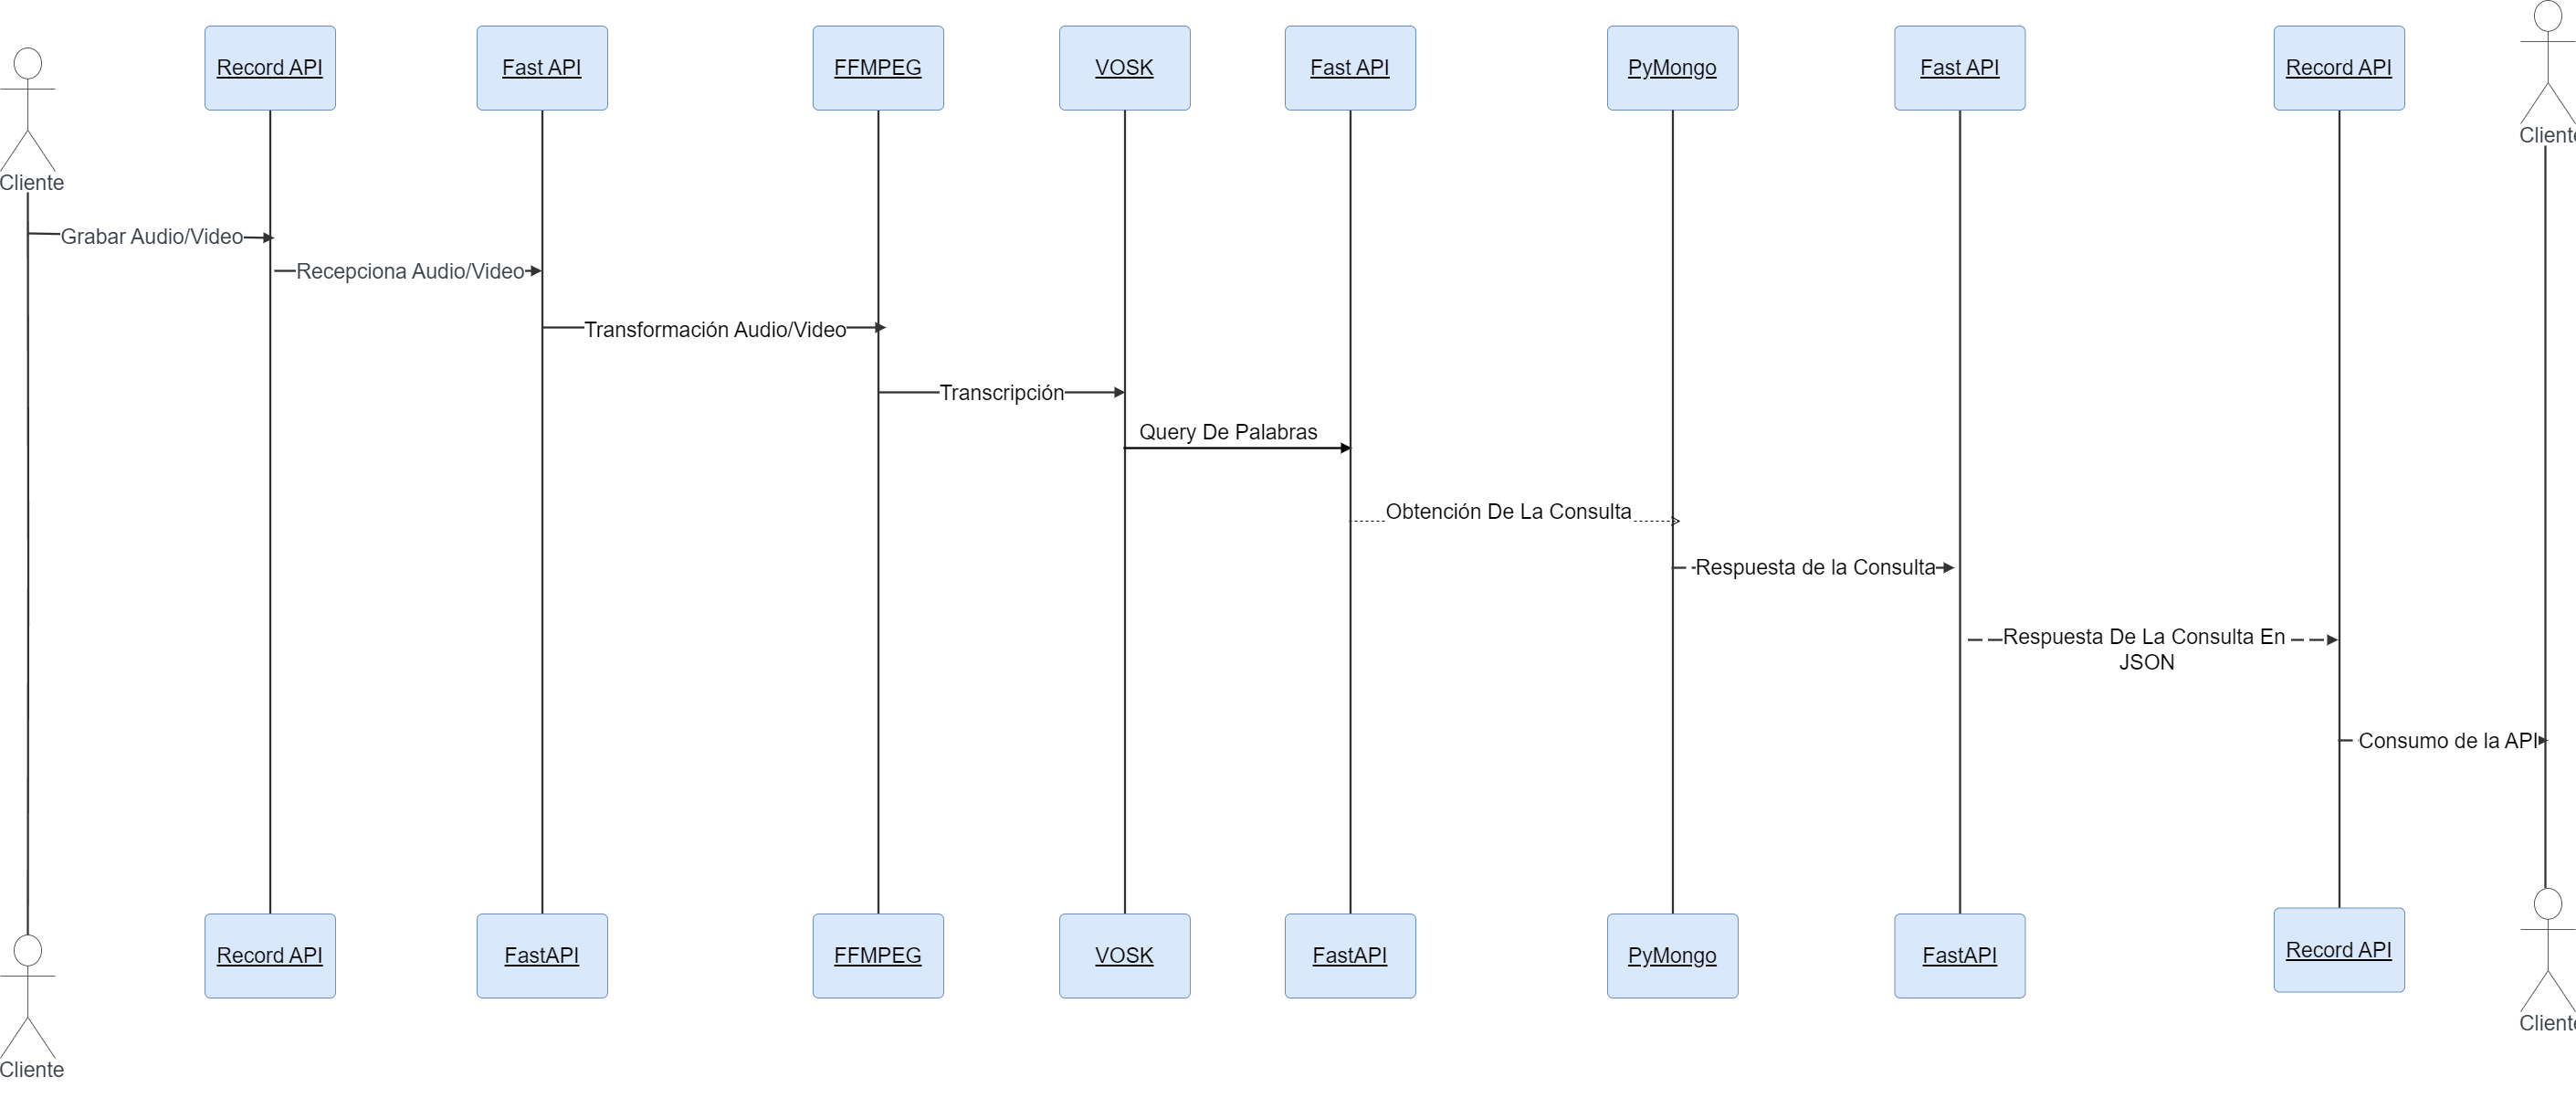 Record API
Fast API
FFMPEG
VOSK
Fast API
PyMongo
Fast API
Record API
Cliente
Client
Grabar Audio/Video
Recepciona Audio/Video
Transformación Audio/Video
Transcripción
Query De Palabras
Obtención De La Consulta
Respuesta de la Consulta
Respuesta De La Consulta En
JSON
Consumo de la API
Record API
FastAPI
FFMPEG
VOSK
FastAPI
PyMongo
FastAPI
Record API
Cliente
Client